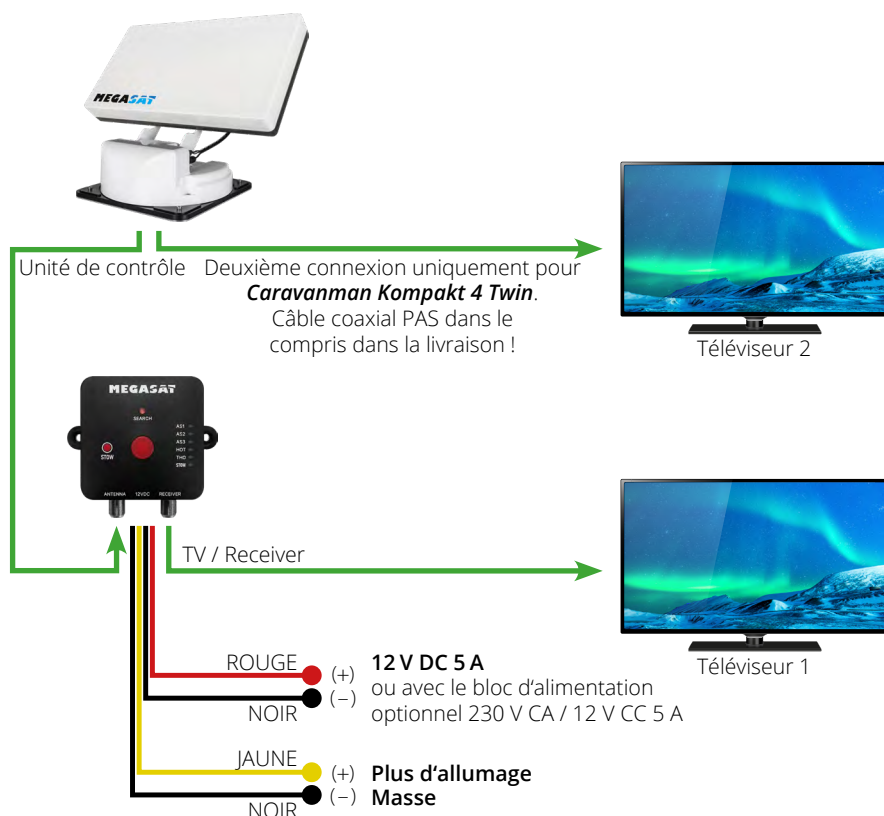 MEGASAT
Unité de contrôle
Deuxième connexion uniquement pour
Caravanman Kompakt 4 Twin.
Câble coaxial PAS dans le
compris dans la livraison !
Téléviseur 2
MEGASAT
SEARCH
AS1
AS2
AS3
HOT
THO
STOW
STOW
ANTENNA 12VDC RECEIVER
TV / Receiver
Téléviseur 1
ROUGE (+) 12 V DC 5 A
ou avec le bloc d‘alimentation
NOIR (−) optionnel 230 V CA / 12 V CC 5 A
JAUNE (+) Plus d‘allumage
NOIR (−) Masse